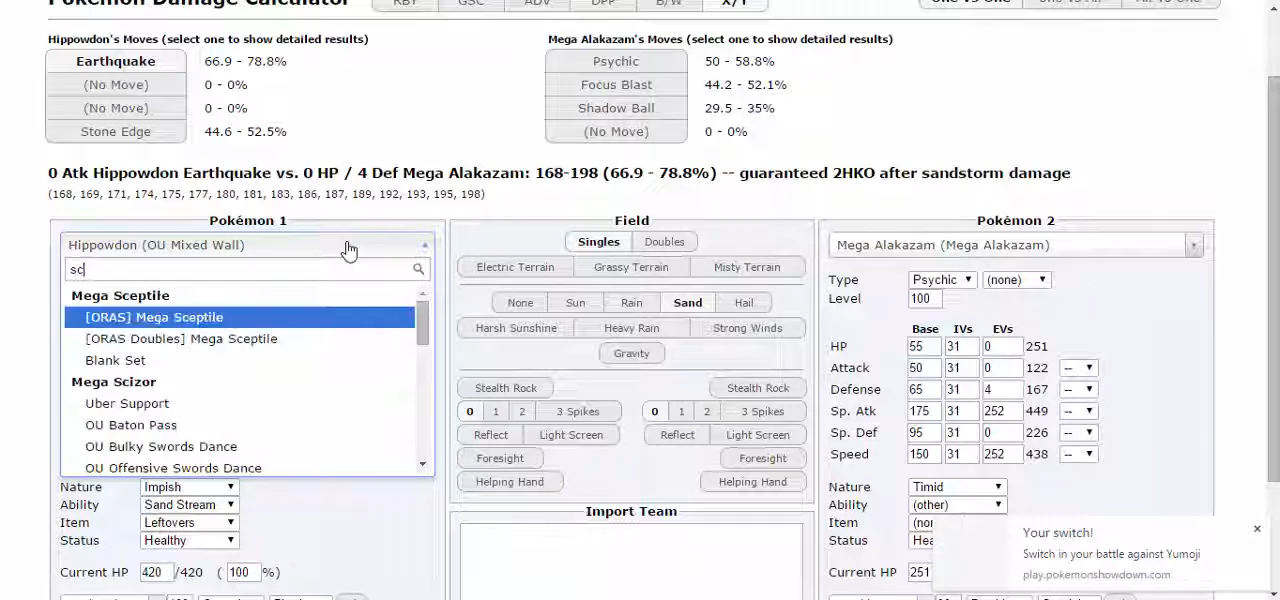 Pokémon Damage Calculator RBY GSC ADV DPP B/W X/Y One vs One One vs All All vs One
Hippowdon's Moves (select one to show detailed results)
Earthquake 66.9 - 78.8%
(No Move) 0 - 0%
(No Move) 0 - 0%
Stone Edge 44.6 - 52.5%
Mega Alakazam's Moves (select one to show detailed results)
Psychic 50 - 58.8%
Focus Blast 44.2 - 52.1%
Shadow Ball 29.5 - 35%
(No Move) 0 - 0%
0 Atk Hippowdon Earthquake vs. 0 HP / 4 Def Mega Alakazam: 168-198 (66.9 - 78.8%) -- guaranteed 2HKO after sandstorm damage
(168, 169, 171, 174, 175, 177, 180, 181, 183, 186, 187, 189, 192, 193, 195, 198)
Pokémon 1
Hippowdon (OU Mixed Wall)
sc
Mega Sceptile
[ORAS] Mega Sceptile
[ORAS Doubles] Mega Sceptile
Blank Set
Mega Scizor
Uber Support
OU Baton Pass
OU Bulky Swords Dance
OU Offensive Swords Dance
Nature Impish
Ability Sand Stream
Item Leftovers
Status Healthy
Current HP 420 /420 ( 100 %)
Field
Singles Doubles
Electric Terrain Grassy Terrain Misty Terrain
None Sun Rain Sand Hail
Harsh Sunshine Heavy Rain Strong Winds
Gravity
Stealth Rock Stealth Rock
0 1 2 3 Spikes 0 1 2 3 Spikes
Reflect Light Screen Reflect Light Screen
Foresight Foresight
Helping Hand Helping Hand
Import Team
Pokémon 2
Mega Alakazam (Mega Alakazam)
Type Psychic (none)
Level 100
Base IVs EVs
HP 55 31 0 251
Attack 50 31 0 122 --
Defense 65 31 4 167 --
Sp. Atk 175 31 252 449 --
Sp. Def 95 31 0 226 --
Speed 150 31 252 438 --
Nature Timid
Ability (other)
Item (nor
Status Hea
Current HP 251
Your switch!
Switch in your battle against Yumoji
play.pokemonshowdown.com